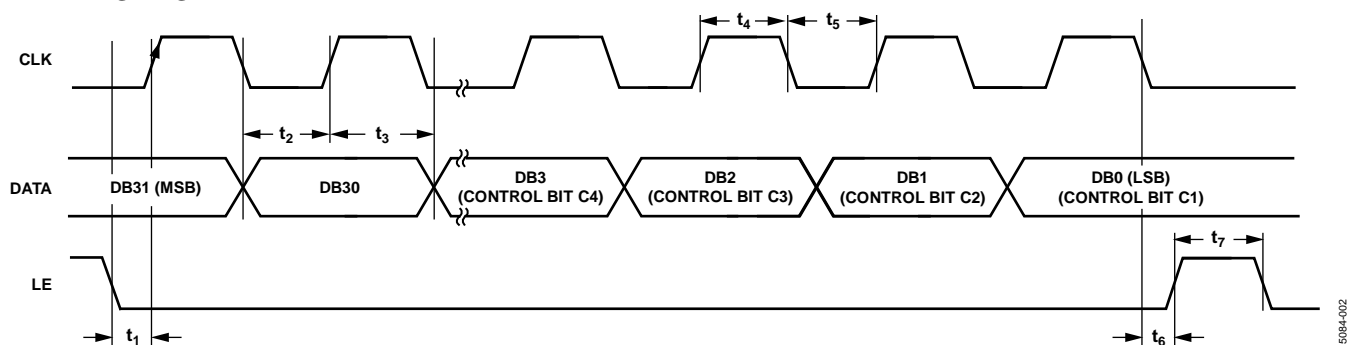 t4
t5
CLK
t2
t3
DATA
DB31 (MSB)
DB30
DB3
(CONTROL BIT C4)
DB2
(CONTROL BIT C3)
DB1
(CONTROL BIT C2)
DB0 (LSB)
(CONTROL BIT C1)
t7
LE
t1
t6
5084-002